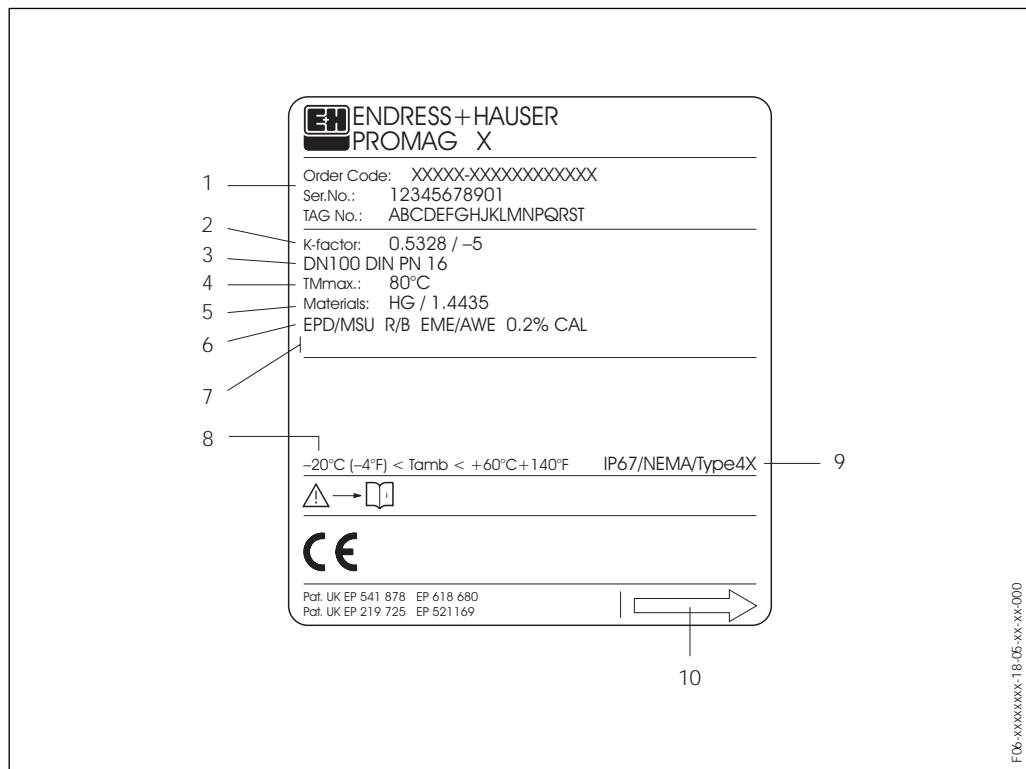 E+H ENDRESS+HAUSER
PROMAG X
1
Order Code: XXXXX-XXXXXXXXXXXX
Ser.No.: 12345678901
TAG No.: ABCDEFGHJKLMNPQRST
2
K-factor: 0.5328 / –5
3
DN100 DIN PN 16
4
TMmax.: 80°C
5
Materials: HG / 1.4435
6
EPD/MSU R/B EME/AWE 0.2% CAL
7
8
–20°C (–4°F) < Tamb < +60°C+140°F IP67/NEMA/Type4X
9
i
CE
Pat. UK EP 541 878 EP 618 680
Pat. UK EP 219 725 EP 521169
10
F06-xxxxxxxx-18-05-xx-xx-000